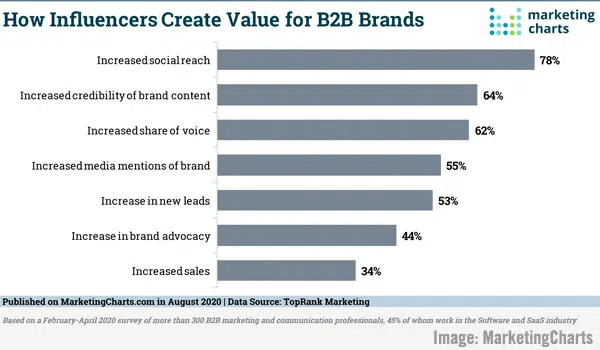 How Influencers Create Value for B2B Brands
marketing
charts
Increased social reach 78%
Increased credibility of brand content 64%
Increased share of voice 62%
Increased media mentions of brand 55%
Increase in new leads 53%
Increase in brand advocacy 44%
Increased sales 34%
Published on MarketingCharts.com in August 2020 | Data Source: TopRank Marketing
Based on a February-April 2020 survey of more than 300 B2B marketing and communication professionals, 45% of whom work in the Software and SaaS industry
Image: MarketingCharts